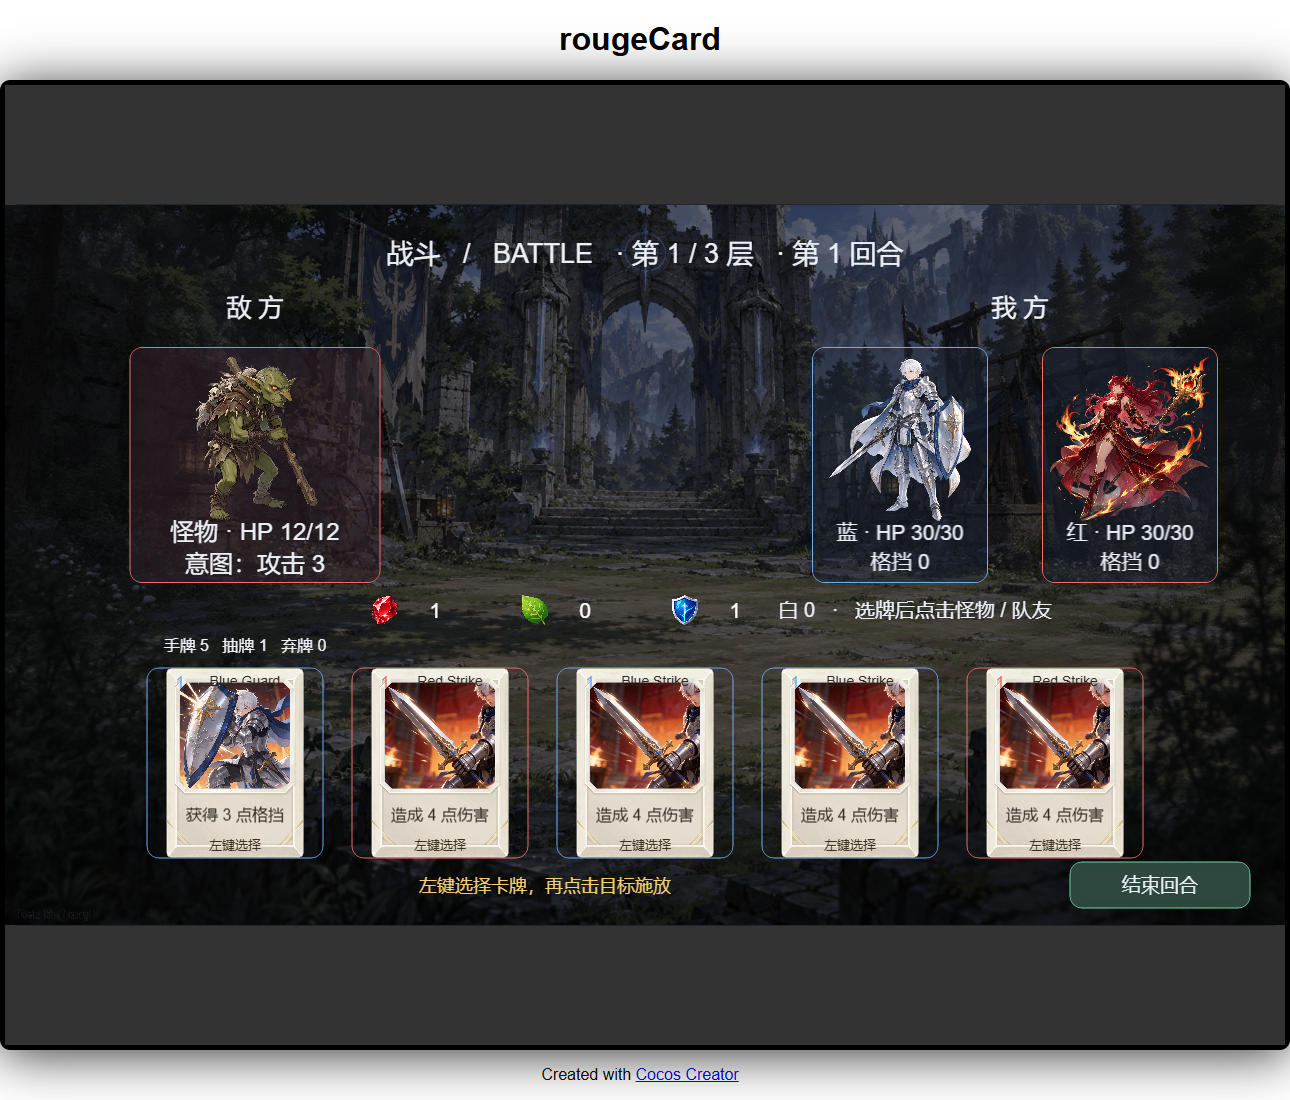 rougeCard
战斗 / BATTLE · 第 1 / 3 层 · 第 1 回合
敌 方
我 方
怪物 · HP 12/12
意图：攻击 3
蓝 · HP 30/30
格挡 0
红 · HP 30/30
格挡 0
1 0 1 白 0 · 选牌后点击怪物 / 队友
手牌 5 抽牌 1 弃牌 0
1 Blue Guard
获得 3 点格挡
左键选择
1 Red Strike
造成 4 点伤害
左键选择
1 Blue Strike
造成 4 点伤害
左键选择
1 Blue Strike
造成 4 点伤害
左键选择
1 Red Strike
造成 4 点伤害
左键选择
左键选择卡牌，再点击目标施放
结束回合
Created with Cocos Creator